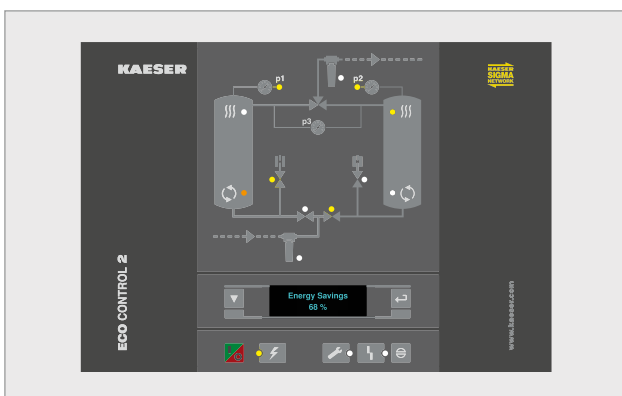 KAESER
p1
p2
KAESER
SIGMA
NETWORK
p3
ECO CONTROL 2
www.kaeser.com
Energy Savings
68 %